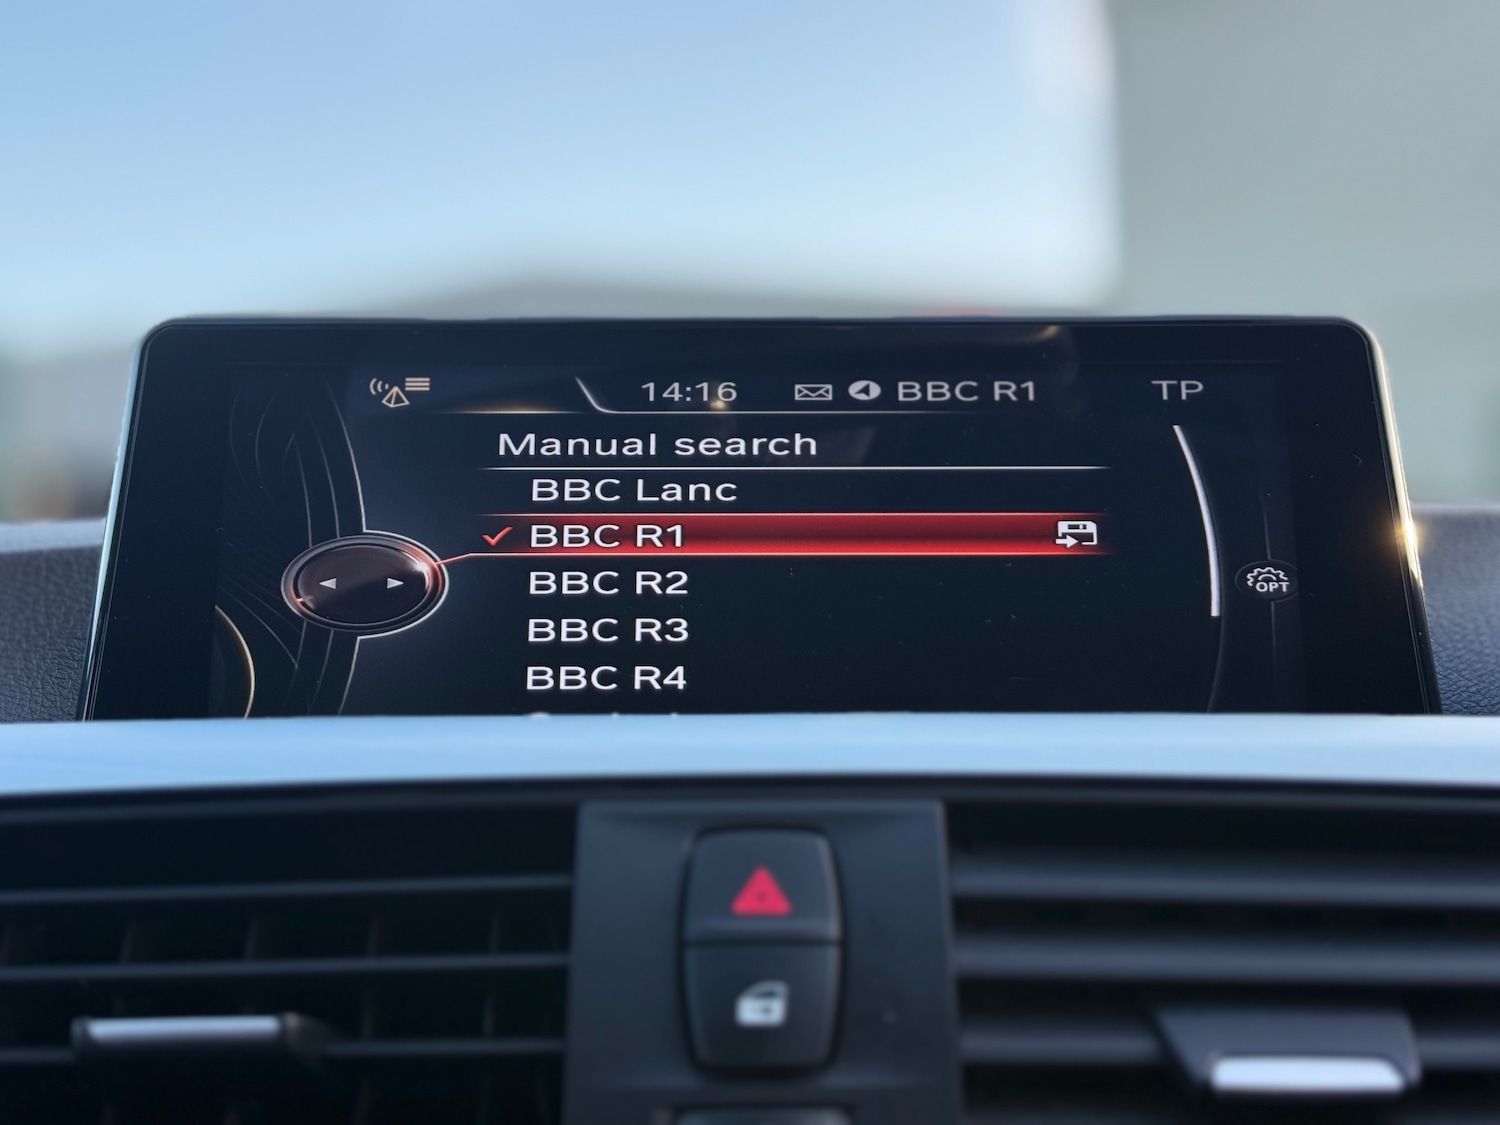 14:16 BBC R1 TP
Manual search
BBC Lanc
BBC R1
BBC R2
OPT
BBC R3
BBC R4